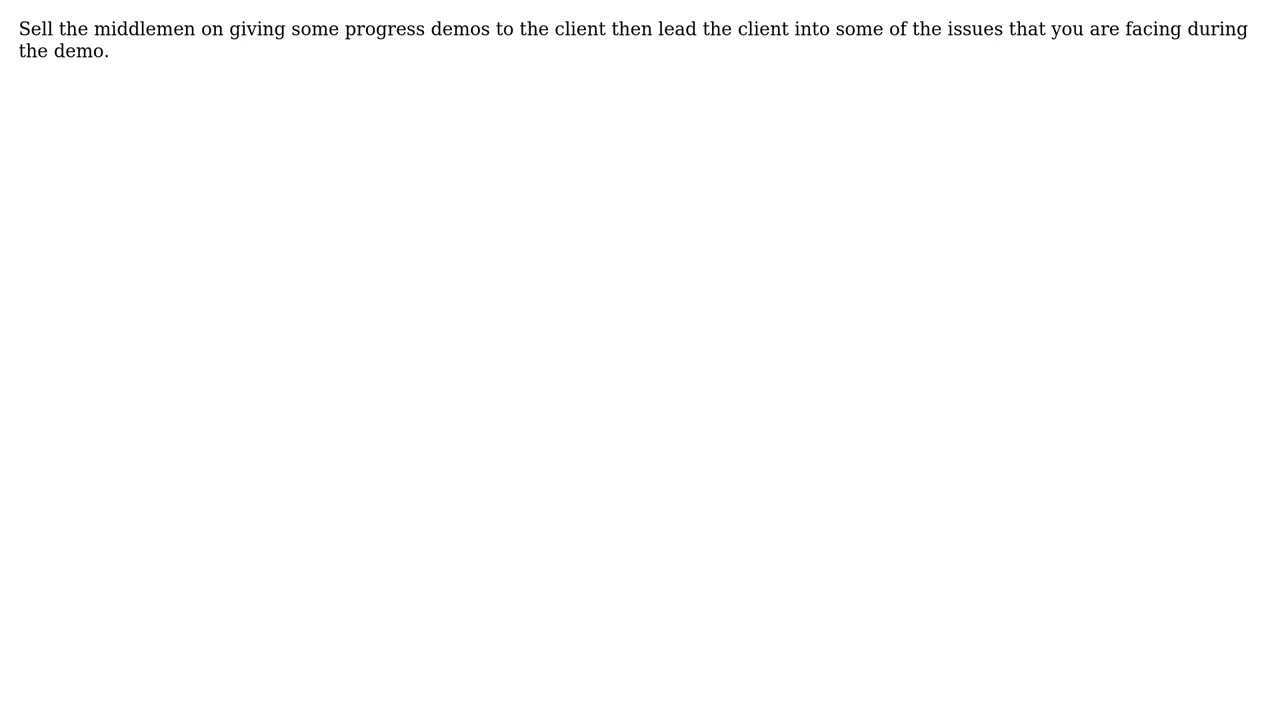 Sell the middlemen on giving some progress demos to the client then lead the client into some of the issues that you are facing during
the demo.